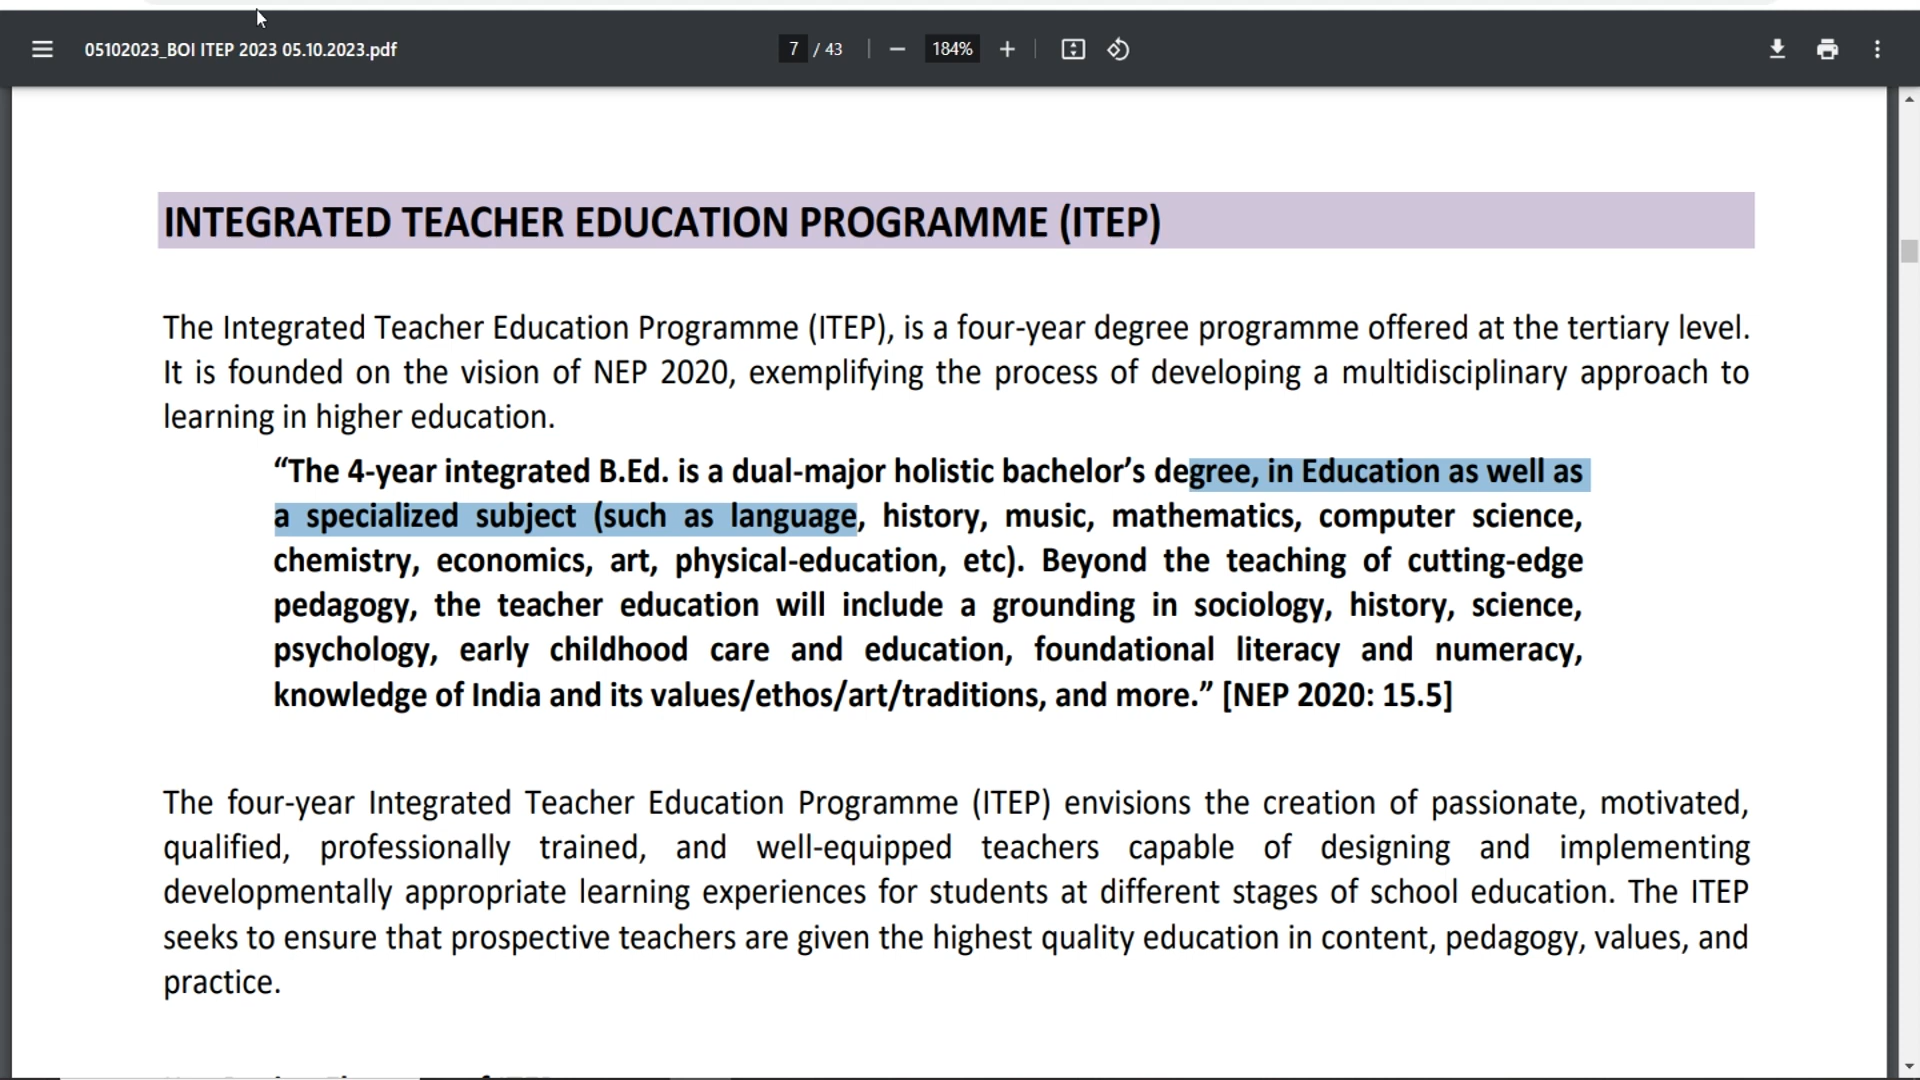 05102023_BOI ITEP 2023 05.10.2023.pdf
7 / 43
184%
INTEGRATED TEACHER EDUCATION PROGRAMME (ITEP)
The Integrated Teacher Education Programme (ITEP), is a four-year degree programme offered at the tertiary level.
It is founded on the vision of NEP 2020, exemplifying the process of developing a multidisciplinary approach to
learning in higher education.
“The 4-year integrated B.Ed. is a dual-major holistic bachelor’s degree, in Education as well as
a specialized subject (such as language, history, music, mathematics, computer science,
chemistry, economics, art, physical-education, etc). Beyond the teaching of cutting-edge
pedagogy, the teacher education will include a grounding in sociology, history, science,
psychology, early childhood care and education, foundational literacy and numeracy,
knowledge of India and its values/ethos/art/traditions, and more.” [NEP 2020: 15.5]
The four-year Integrated Teacher Education Programme (ITEP) envisions the creation of passionate, motivated,
qualified, professionally trained, and well-equipped teachers capable of designing and implementing
developmentally appropriate learning experiences for students at different stages of school education. The ITEP
seeks to ensure that prospective teachers are given the highest quality education in content, pedagogy, values, and
practice.